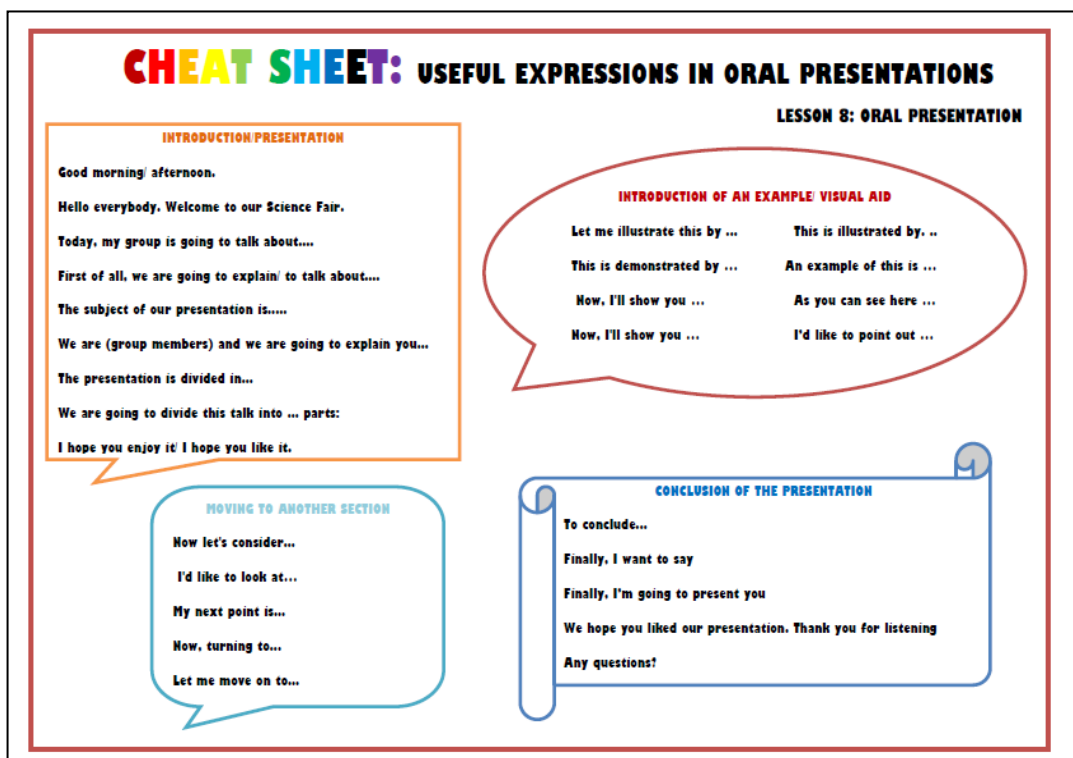 CHEAT SHEET: USEFUL EXPRESSIONS IN ORAL PRESENTATIONS
LESSON 8: ORAL PRESENTATION
INTRODUCTION/PRESENTATION
Good morning/ afternoon.
Hello everybody. Welcome to our Science Fair.
Today, my group is going to talk about....
First of all, we are going to explain/ to talk about....
The subject of our presentation is.....
We are (group members) and we are going to explain you...
The presentation is divided in...
We are going to divide this talk into ... parts:
I hope you enjoy it/ I hope you like it.
INTRODUCTION OF AN EXAMPLE/ VISUAL AID
Let me illustrate this by ... This is illustrated by. ..
This is demonstrated by ... An example of this is ...
Now, I'll show you ... As you can see here ...
Now, I'll show you ... I'd like to point out ...
MOVING TO ANOTHER SECTION
Now let's consider...
I'd like to look at...
My next point is...
Now, turning to...
Let me move on to...
CONCLUSION OF THE PRESENTATION
To conclude...
Finally, I want to say
Finally, I'm going to present you
We hope you liked our presentation. Thank you for listening
Any questions?